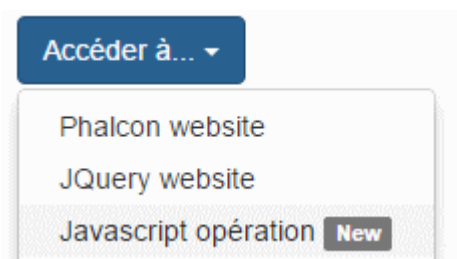 Accéder à...
Phalcon website
JQuery website
Javascript opération New